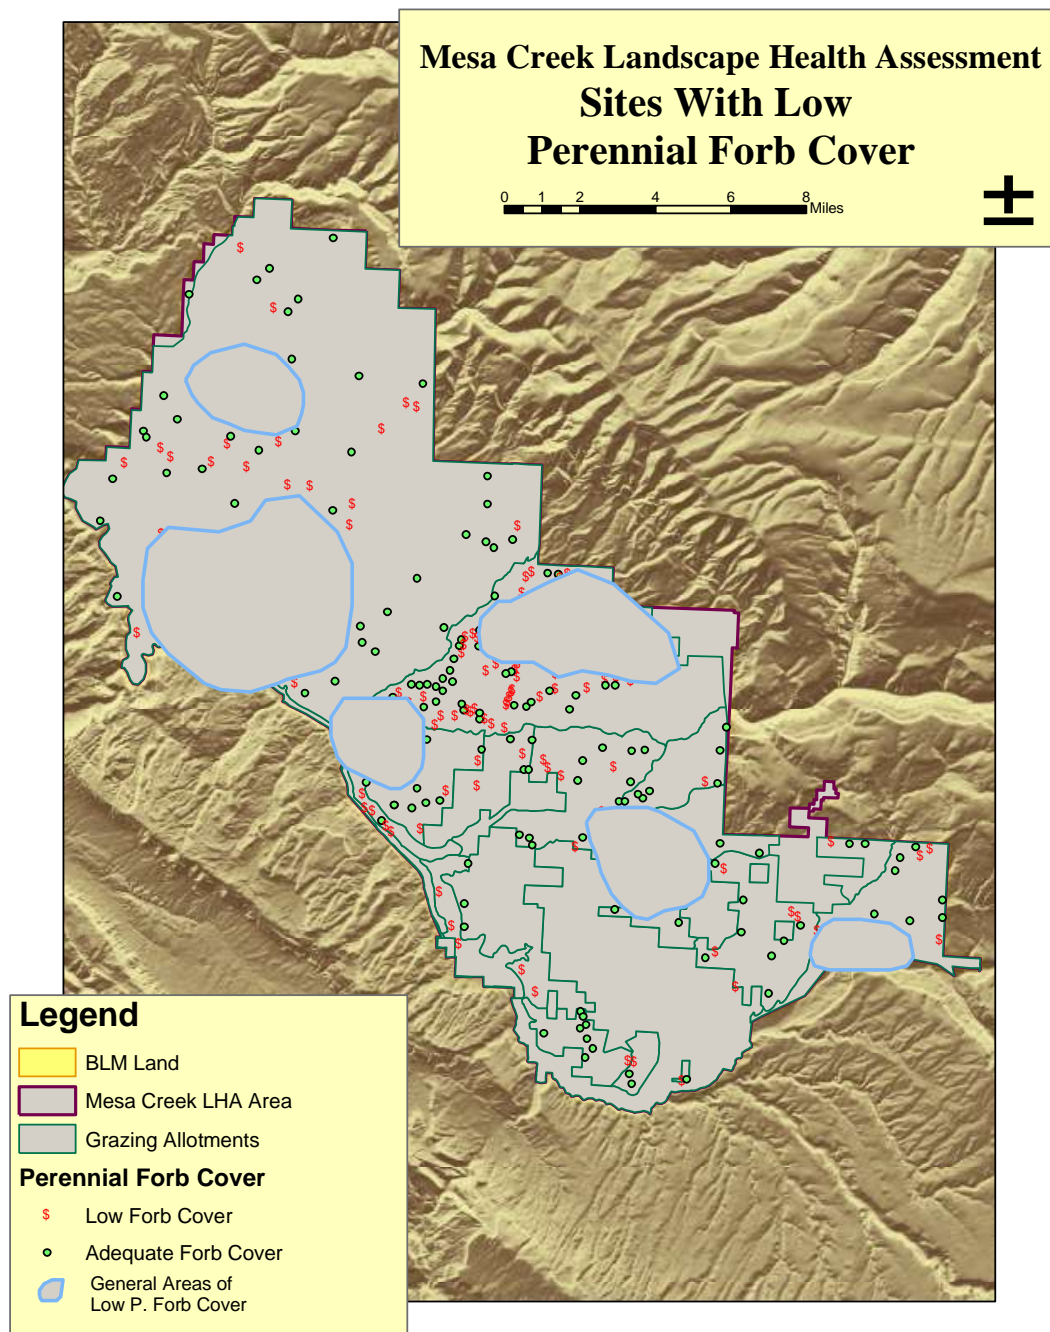 Mesa Creek Landscape Health Assessment
Sites With Low
Perennial Forb Cover
0 1 2 4 6 8
Miles
Legend
BLM Land
Mesa Creek LHA Area
Grazing Allotments
Perennial Forb Cover
$ Low Forb Cover
Adequate Forb Cover
General Areas of
Low P. Forb Cover